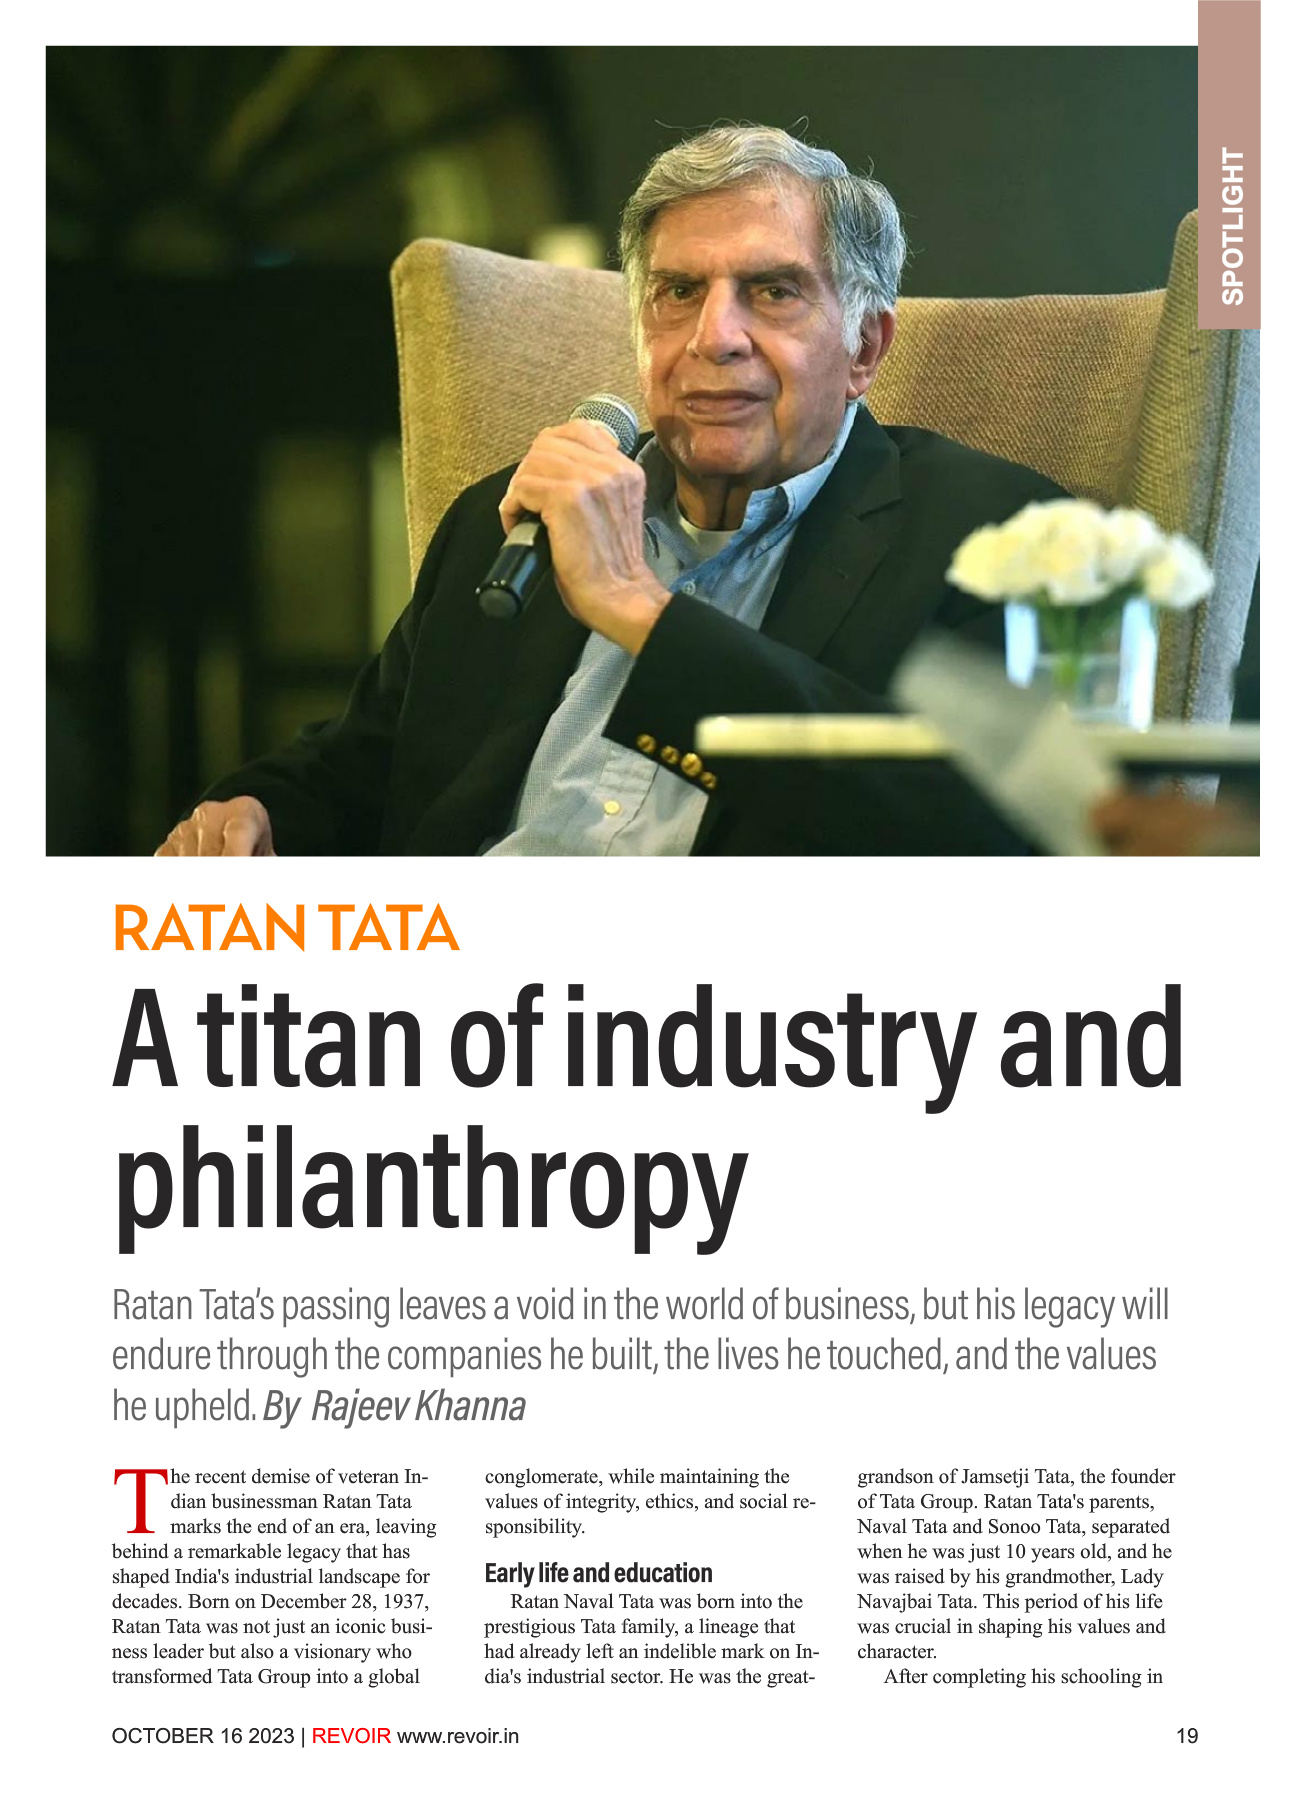 SPOTLIGHT
RATAN TATA
A titan of industry and
philanthropy
Ratan Tata’s passing leaves a void in the world of business, but his legacy will
endure through the companies he built, the lives he touched, and the values
he upheld. By Rajeev Khanna
The recent demise of veteran In-
dian businessman Ratan Tata
marks the end of an era, leaving
behind a remarkable legacy that has
shaped India's industrial landscape for
decades. Born on December 28, 1937,
Ratan Tata was not just an iconic busi-
ness leader but also a visionary who
transformed Tata Group into a global
conglomerate, while maintaining the
values of integrity, ethics, and social re-
sponsibility.
Early life and education
Ratan Naval Tata was born into the
prestigious Tata family, a lineage that
had already left an indelible mark on In-
dia's industrial sector. He was the great-
grandson of Jamsetji Tata, the founder
of Tata Group. Ratan Tata's parents,
Naval Tata and Sonoo Tata, separated
when he was just 10 years old, and he
was raised by his grandmother, Lady
Navajbai Tata. This period of his life
was crucial in shaping his values and
character.
After completing his schooling in
OCTOBER 16 2023 | REVOIR www.revoir.in
19